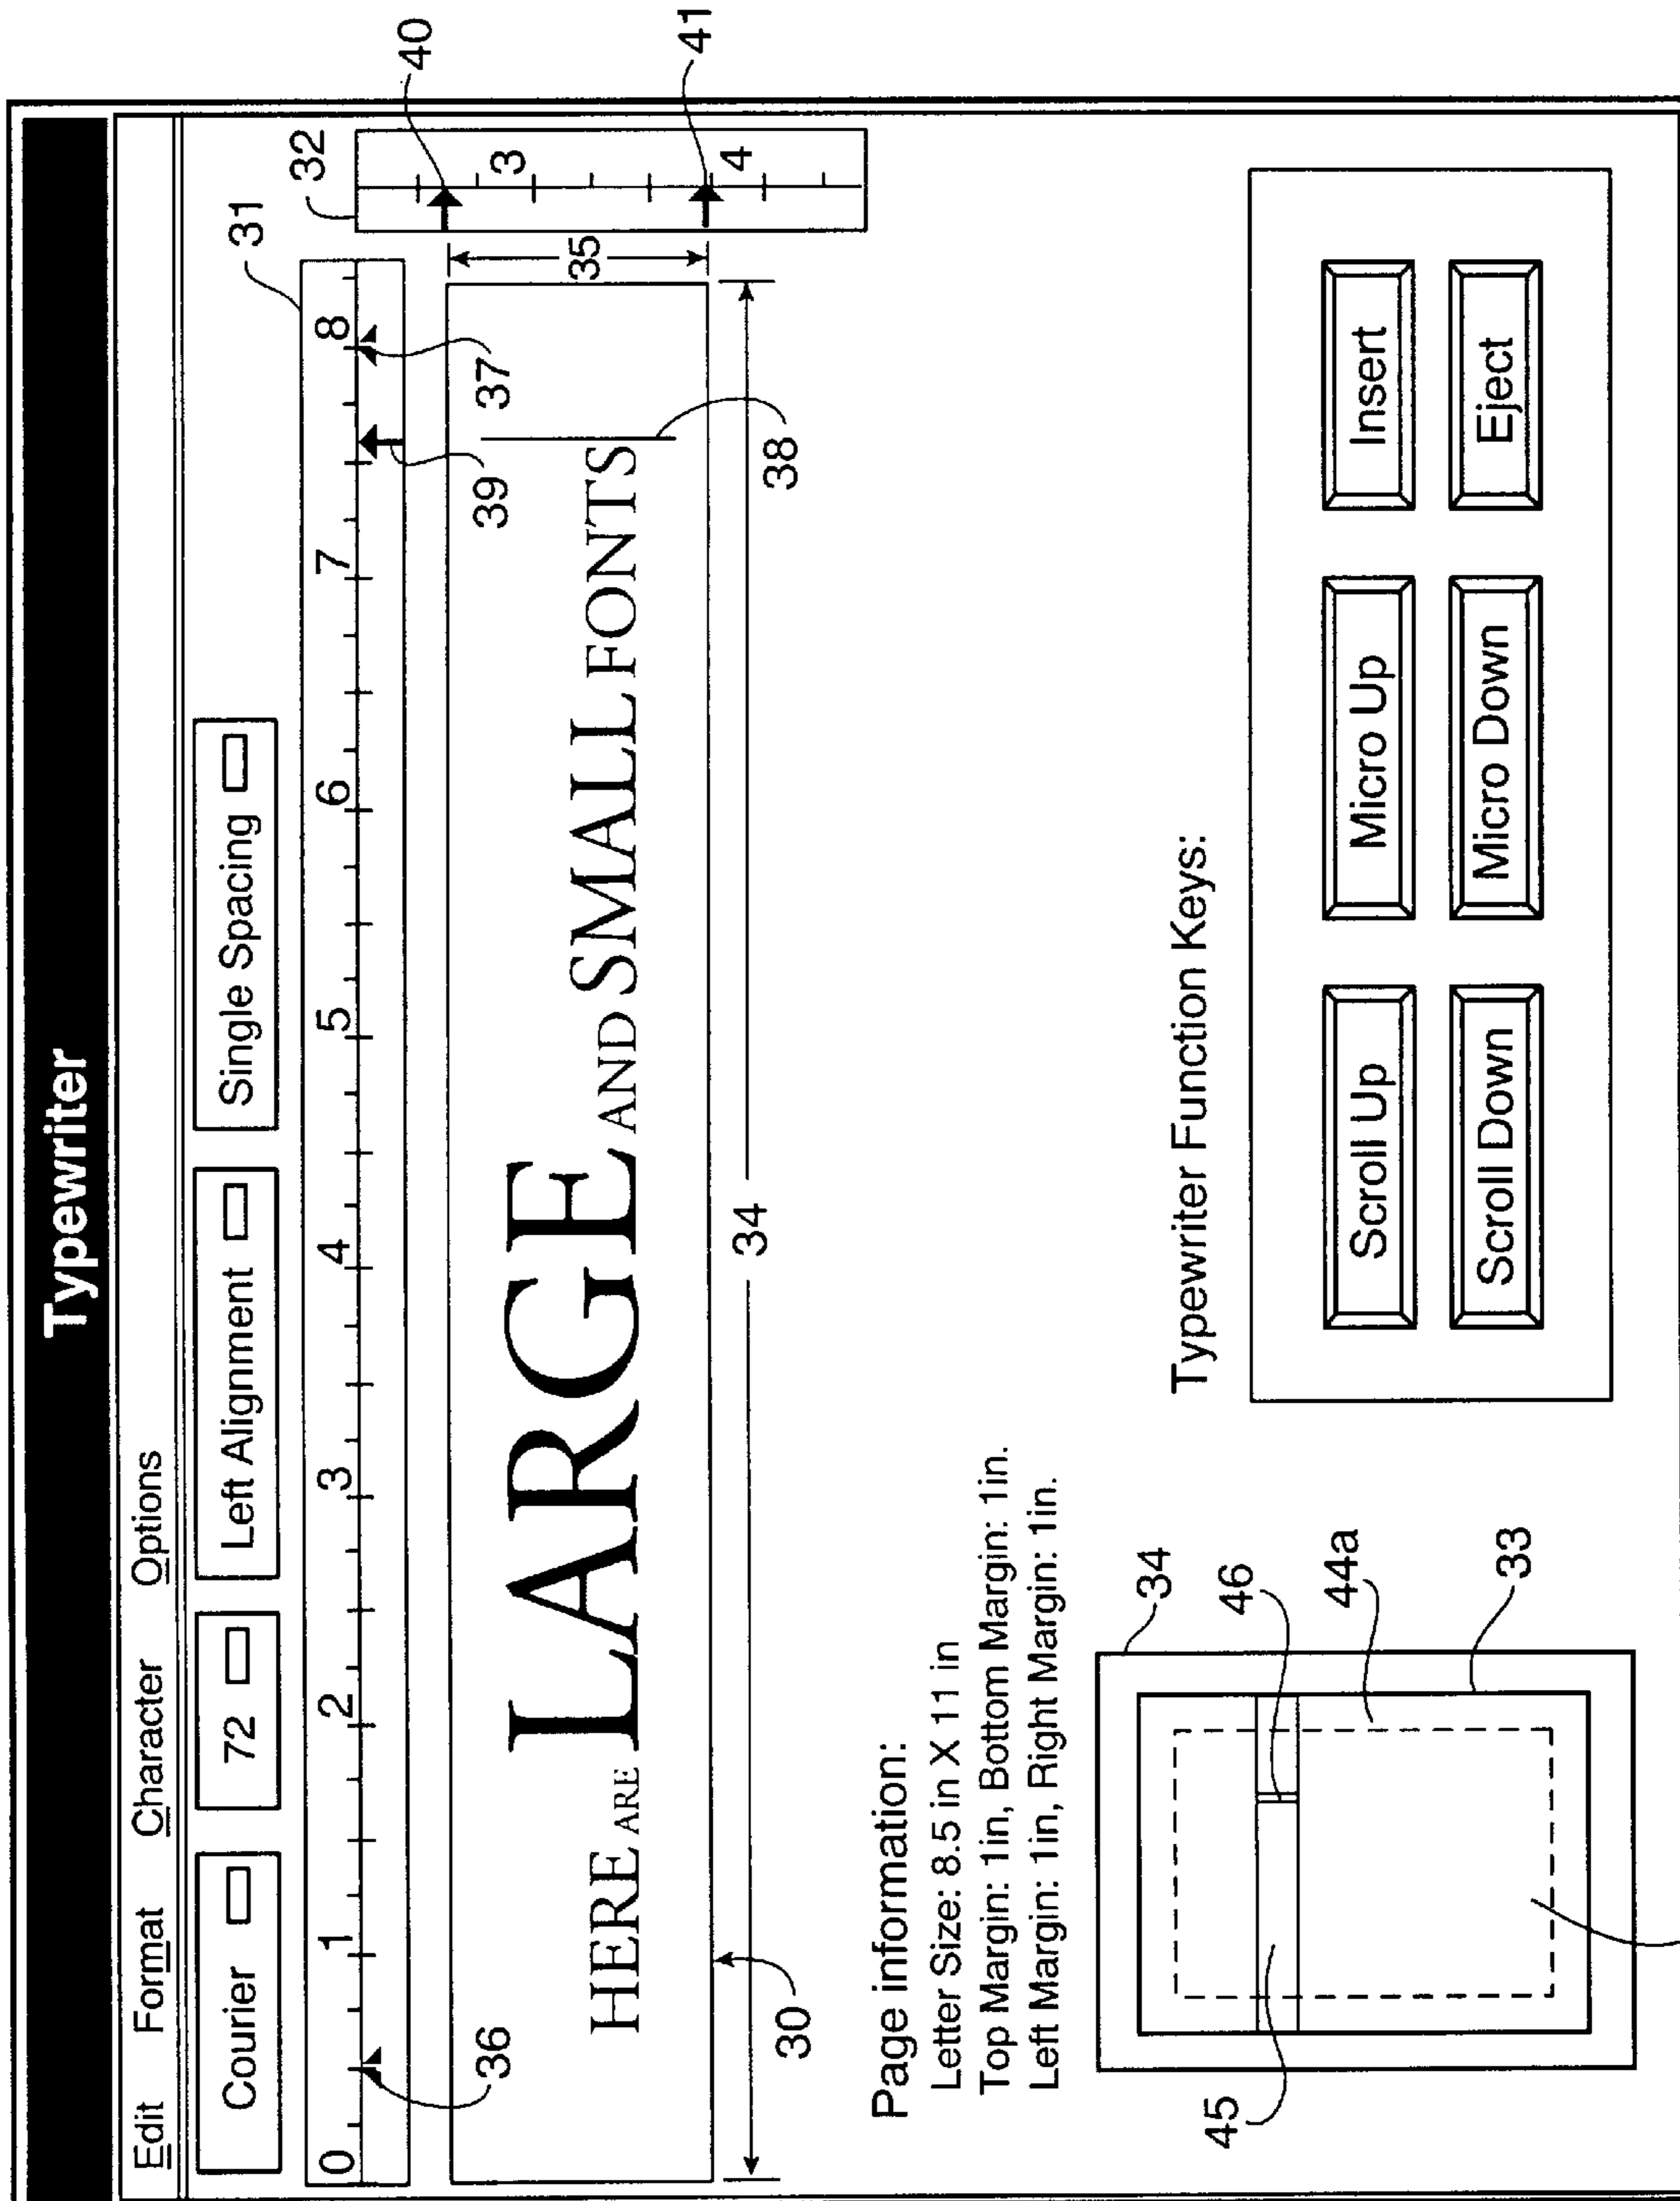 Typewriter
Edit Format Character Options
Courier 72 Left Alignment Single Spacing
31
32
0 1 2 3 4 5 6 7 8
40
3
36
39
37
35
HERE ARE LARGE AND SMALLL FONTS
41
4
30
34
38
Page information:
Letter Size: 8.5 in X 11 in
Top Margin: 1in, Bottom Margin: 1in.
Left Margin: 1in, Right Margin: 1in.
34
46
44a
33
45
Typewriter Function Keys:
Scroll Up Micro Up Insert
Scroll Down Micro Down Eject